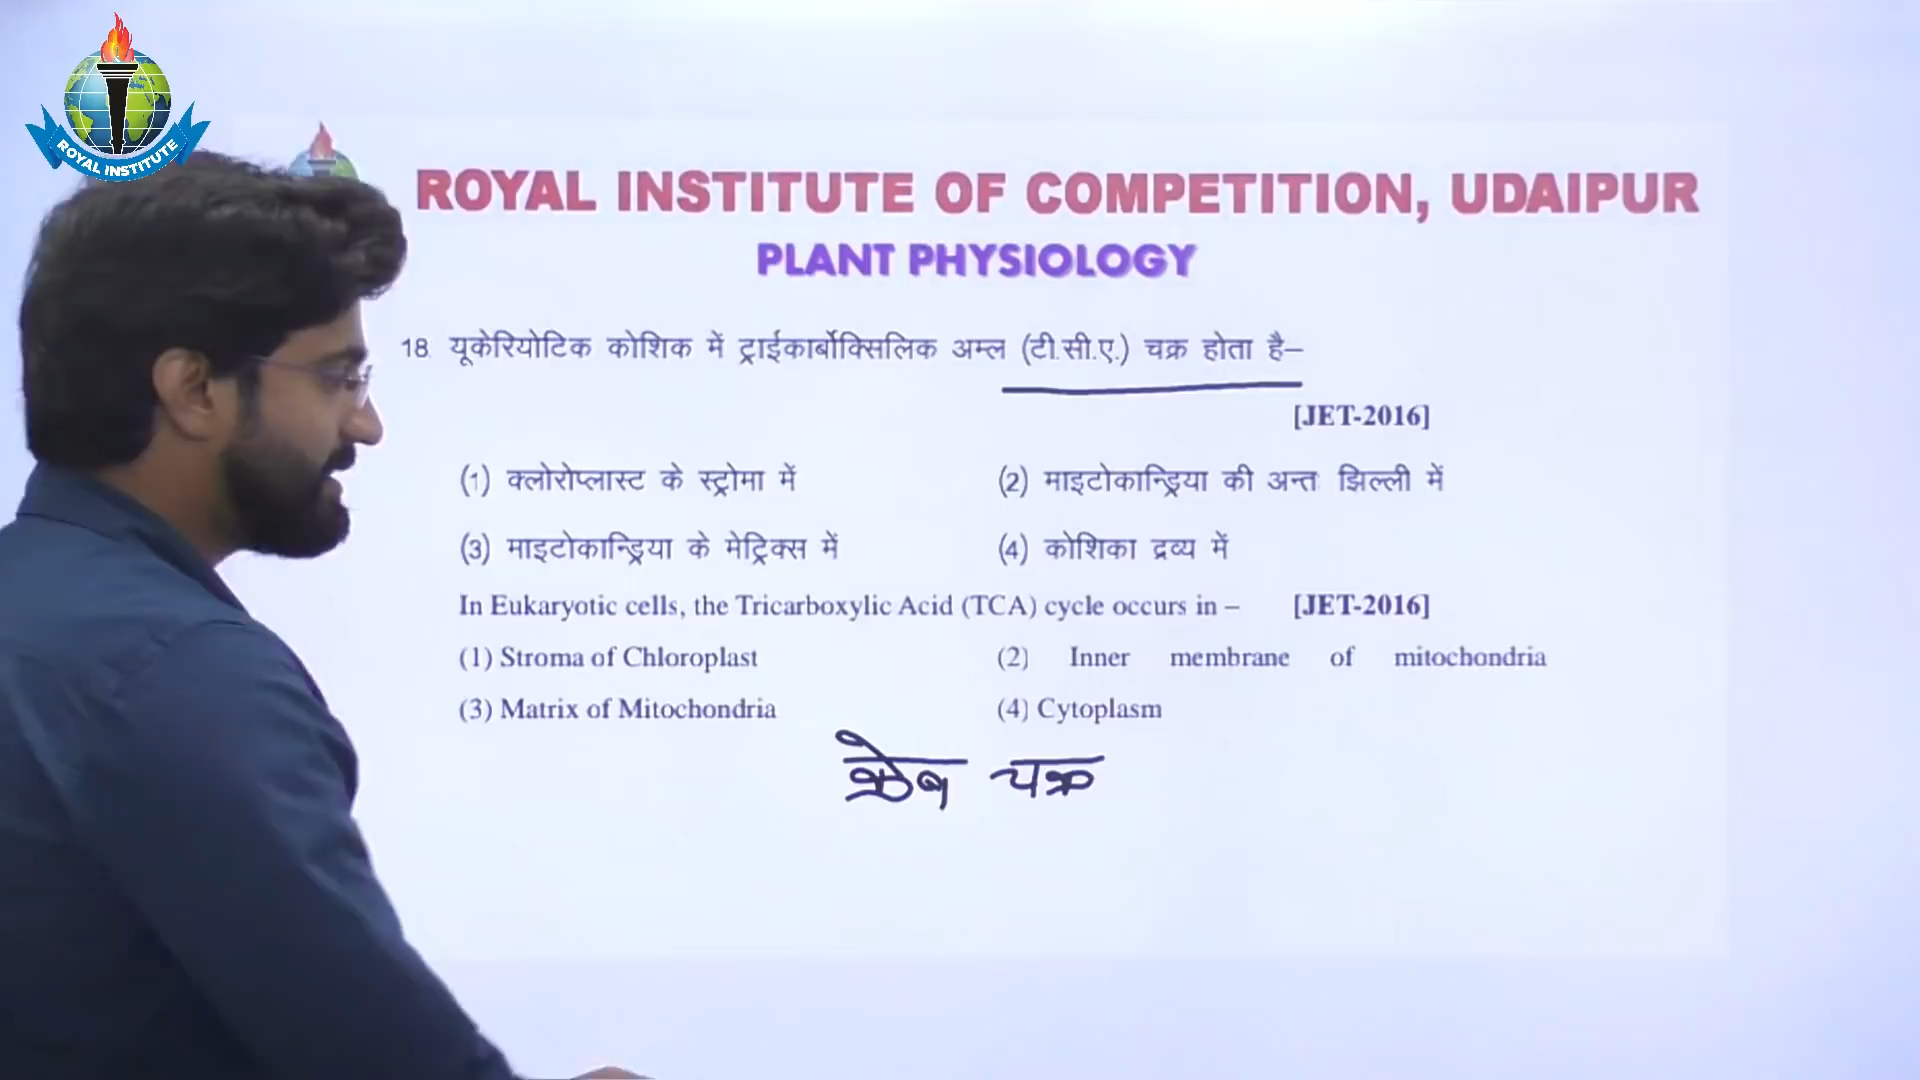 ROYAL INSTITUTE
ROYAL INSTITUTE OF COMPETITION, UDAIPUR
PLANT PHYSIOLOGY
18. यूकेरियोटिक कोशिक में ट्राईकार्बोक्सिलिक अम्ल (टी.सी.ए.) चक्र होता है–
[JET-2016]
(1) क्लोरोप्लास्ट के स्ट्रोमा में (2) माइटोकान्ड्रिया की अन्तः झिल्ली में
(3) माइटोकान्ड्रिया के मेट्रिक्स में (4) कोशिका द्रव्य में
In Eukaryotic cells, the Tricarboxylic Acid (TCA) cycle occurs in – [JET-2016]
(1) Stroma of Chloroplast (2) Inner membrane of mitochondria
(3) Matrix of Mitochondria (4) Cytoplasm
क्रेब चक्र